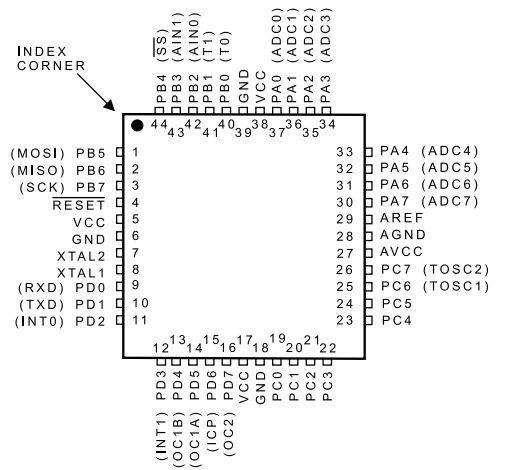 INDEX
CORNER
PB4 (SS)
PB3 (AIN1)
PB2 (AIN0)
PB1 (T1)
PB0 (T0)
GND
VCC
PA0 (ADC0)
PA1 (ADC1)
PA2 (ADC2)
PA3 (ADC3)
44 43 42 41 40 39 38 37 36 35 34
(MOSI) PB5 1
(MISO) PB6 2
(SCK) PB7 3
RESET 4
VCC 5
GND 6
XTAL2 7
XTAL1 8
(RXD) PD0 9
(TXD) PD1 10
(INT0) PD2 11
33 PA4 (ADC4)
32 PA5 (ADC5)
31 PA6 (ADC6)
30 PA7 (ADC7)
29 AREF
28 AGND
27 AVCC
26 PC7 (TOSC2)
25 PC6 (TOSC1)
24 PC5
23 PC4
12 13 14 15 16 17 18 19 20 21 22
(INT1) PD3
(OC1B) PD4
(OC1A) PD5
(ICP) PD6
(OC2) PD7
VCC
GND
PC0
PC1
PC2
PC3